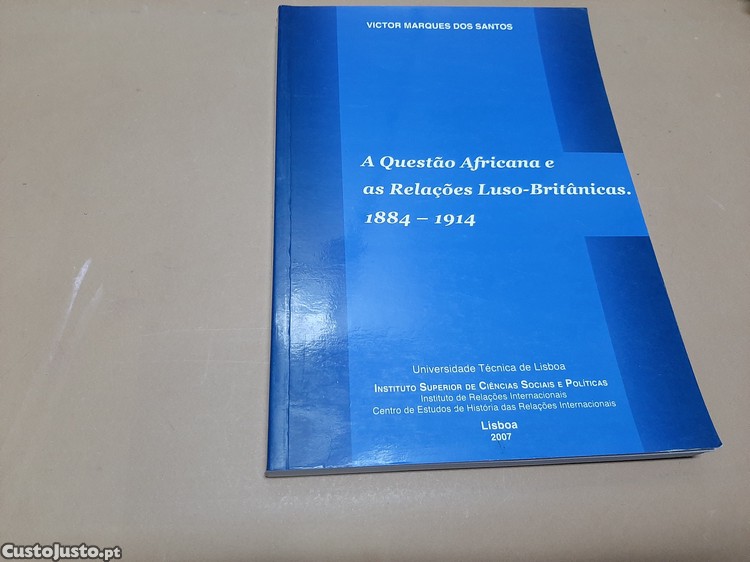 VICTOR MARQUES DOS SANTOS
A Questão Africana e
as Relações Luso-Britânicas.
1884 – 1914
Universidade Técnica de Lisboa
INSTITUTO SUPERIOR DE CIÊNCIAS SOCIAIS E POLÍTICAS
Instituto de Relações Internacionais
Centro de Estudos de História das Relações Internacionais
Lisboa
2007
CustoJusto.pt